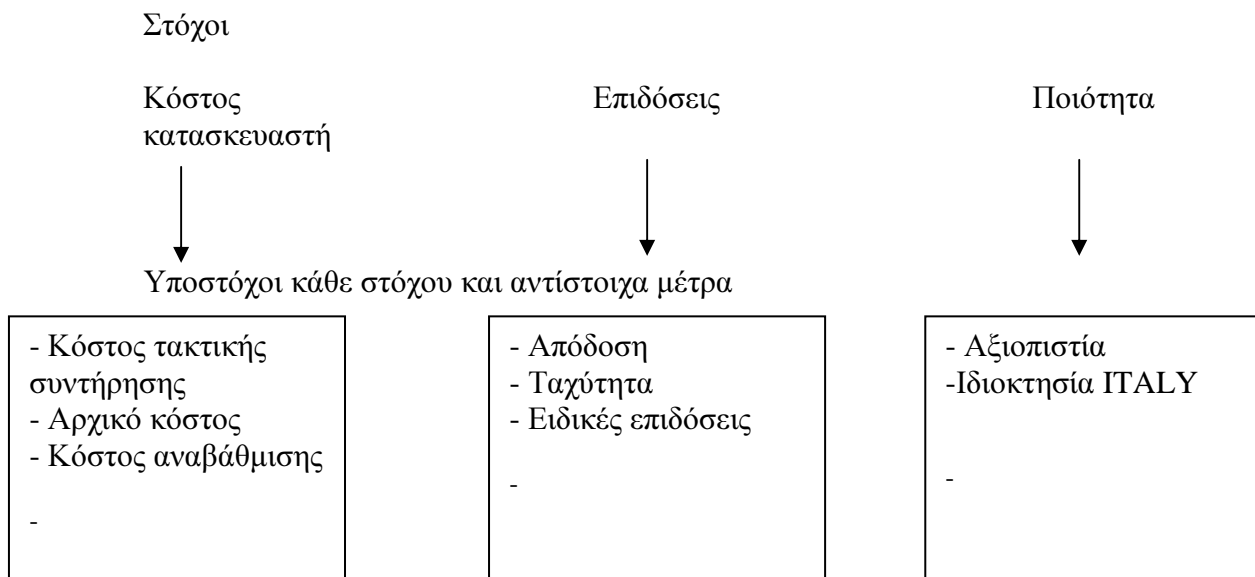 Στόχοι
Κόστος
κατασκευαστή
Επιδόσεις
Ποιότητα
Υποστόχοι κάθε στόχου και αντίστοιχα μέτρα
- Κόστος τακτικής
συντήρησης
- Αρχικό κόστος
- Κόστος αναβάθμισης
-
- Απόδοση
- Ταχύτητα
- Ειδικές επιδόσεις
-
- Αξιοπιστία
-Ιδιοκτησία ITALY
-